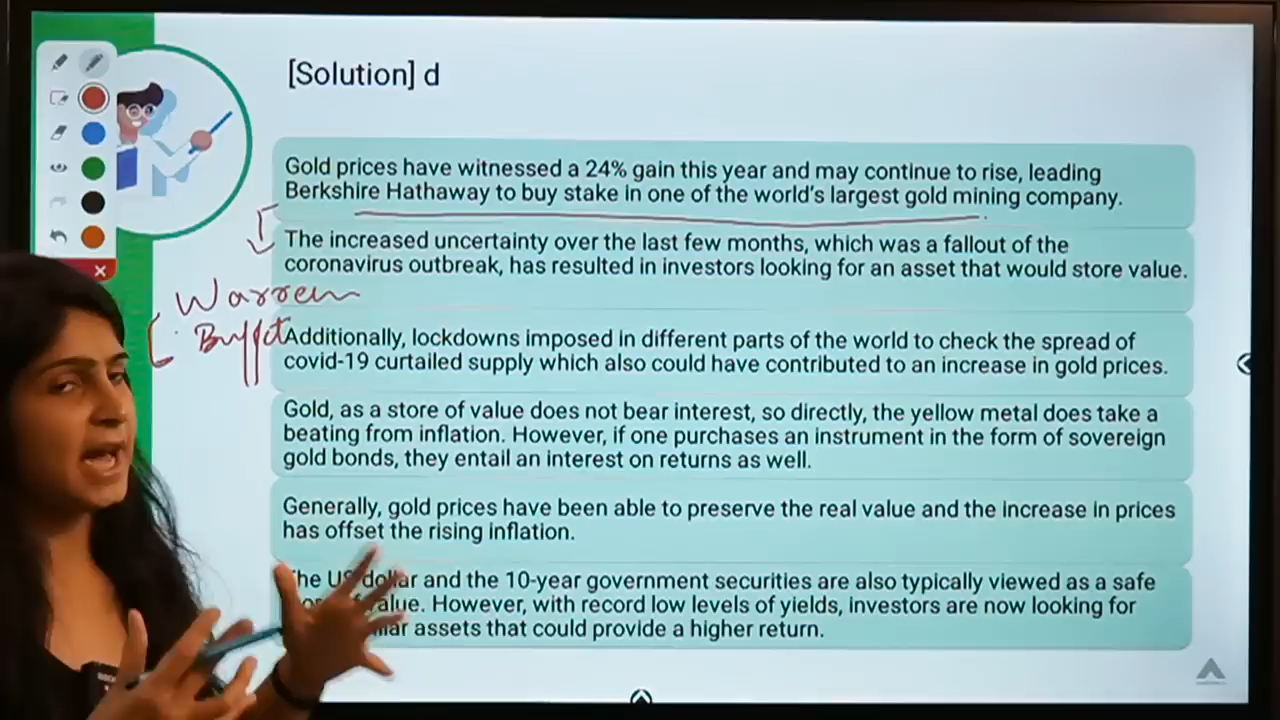 [Solution] d
Gold prices have witnessed a 24% gain this year and may continue to rise, leading
Berkshire Hathaway to buy stake in one of the world's largest gold mining company.
The increased uncertainty over the last few months, which was a fallout of the
coronavirus outbreak, has resulted in investors looking for an asset that would store value.
Warren
Buffet
Additionally, lockdowns imposed in different parts of the world to check the spread of
covid-19 curtailed supply which also could have contributed to an increase in gold prices.
Gold, as a store of value does not bear interest, so directly, the yellow metal does take a
beating from inflation. However, if one purchases an instrument in the form of sovereign
gold bonds, they entail an interest on returns as well.
Generally, gold prices have been able to preserve the real value and the increase in prices
has offset the rising inflation.
US dollar and the 10-year government securities are also typically viewed as a safe
value. However, with record low levels of yields, investors are now looking for
assets that could provide a higher return.